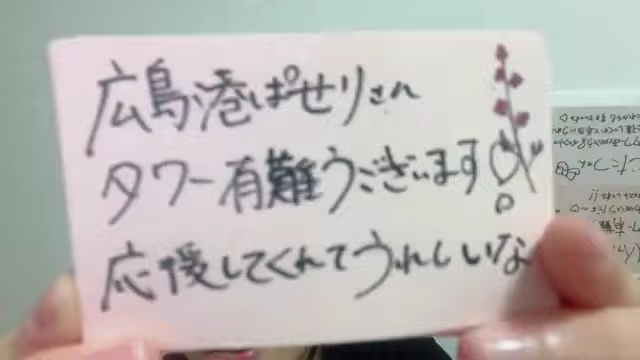 広島港ぱせりさん
タワー有難うございます♡
応援してくれてうれしいな